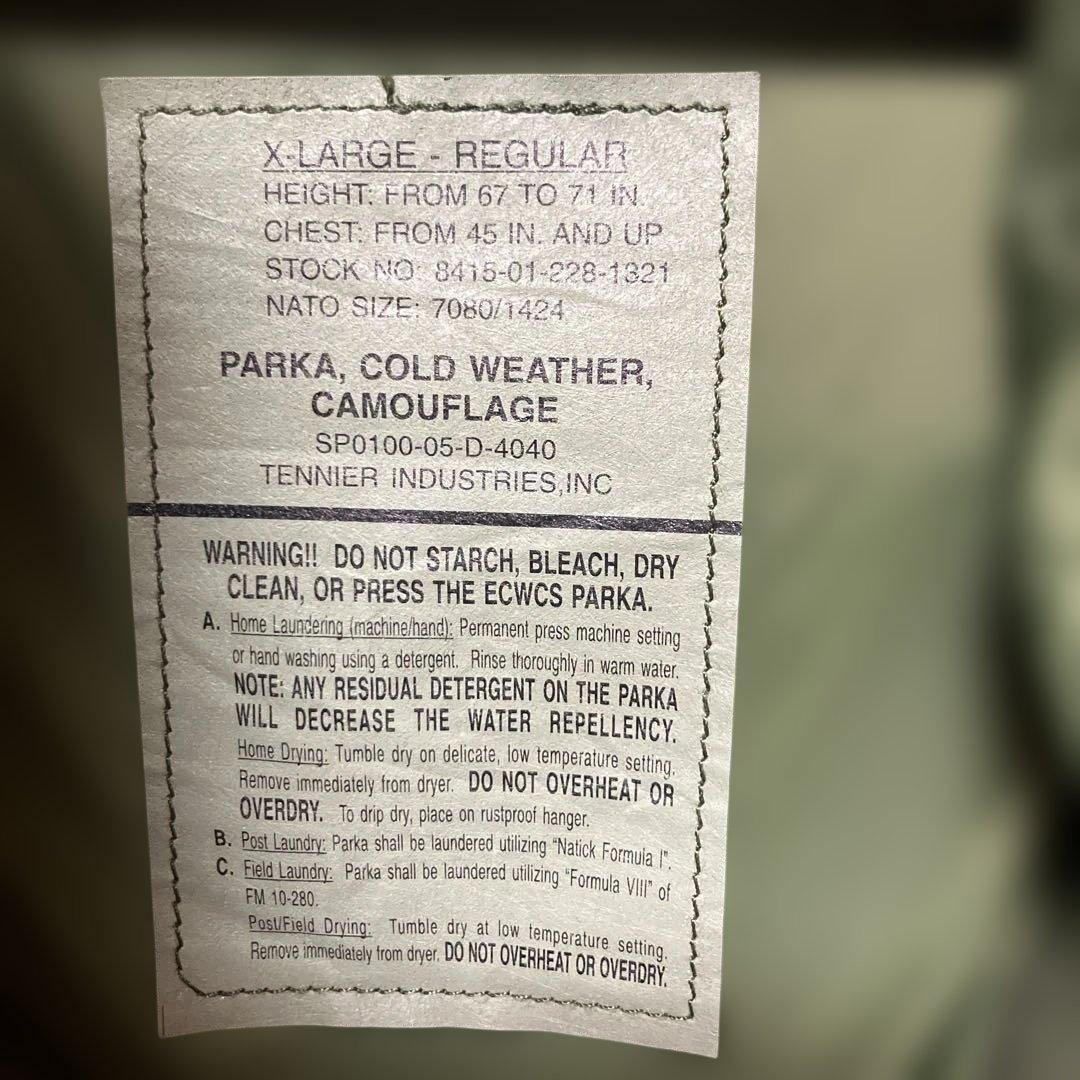 X-LARGE - REGULAR
HEIGHT: FROM 67 TO 71 IN.
CHEST: FROM 45 IN. AND UP
STOCK NO: 8415-01-228-1321
NATO SIZE: 7080/1424
PARKA, COLD WEATHER,
CAMOUFLAGE
SP0100-05-D-4040
TENNIER INDUSTRIES,INC
WARNING!! DO NOT STARCH, BLEACH, DRY
CLEAN, OR PRESS THE ECWCS PARKA.
A. Home Laundering (machine/hand): Permanent press machine setting
or hand washing using a detergent. Rinse thoroughly in warm water.
NOTE: ANY RESIDUAL DETERGENT ON THE PARKA
WILL DECREASE THE WATER REPELLENCY.
Home Drying: Tumble dry on delicate, low temperature setting.
Remove immediately from dryer. DO NOT OVERHEAT OR
OVERDRY. To drip dry, place on rustproof hanger.
B. Post Laundry: Parka shall be laundered utilizing "Natick Formula I".
C. Field Laundry: Parka shall be laundered utilizing "Formula VIII" of
FM 10-280.
Post/Field Drying: Tumble dry at low temperature setting.
Remove immediately from dryer. DO NOT OVERHEAT OR OVERDRY.